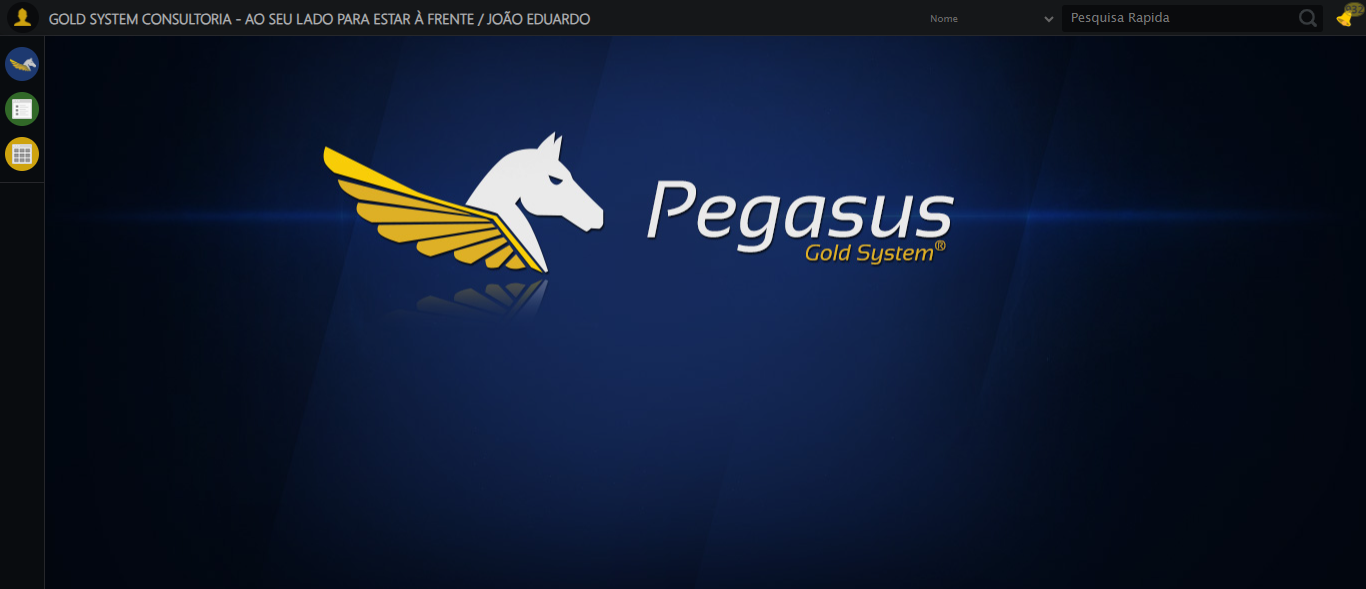 GOLD SYSTEM CONSULTORIA - AO SEU LADO PARA ESTAR À FRENTE / JOÃO EDUARDO
Nome
Pesquisa Rapida
Pegasus
Gold System®